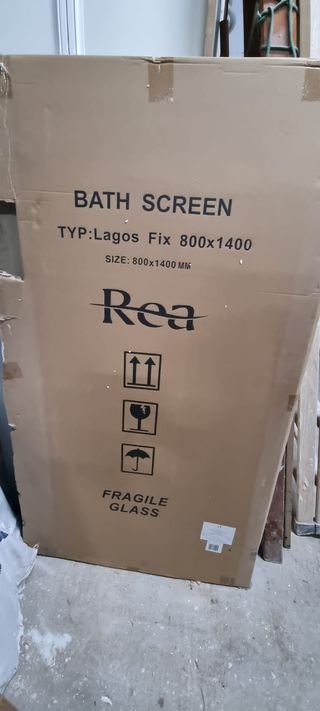 BATH SCREEN
TYP:Lagos Fix 800x1400
SIZE: 800x1400 MM
Rea
FRAGILE
GLASS